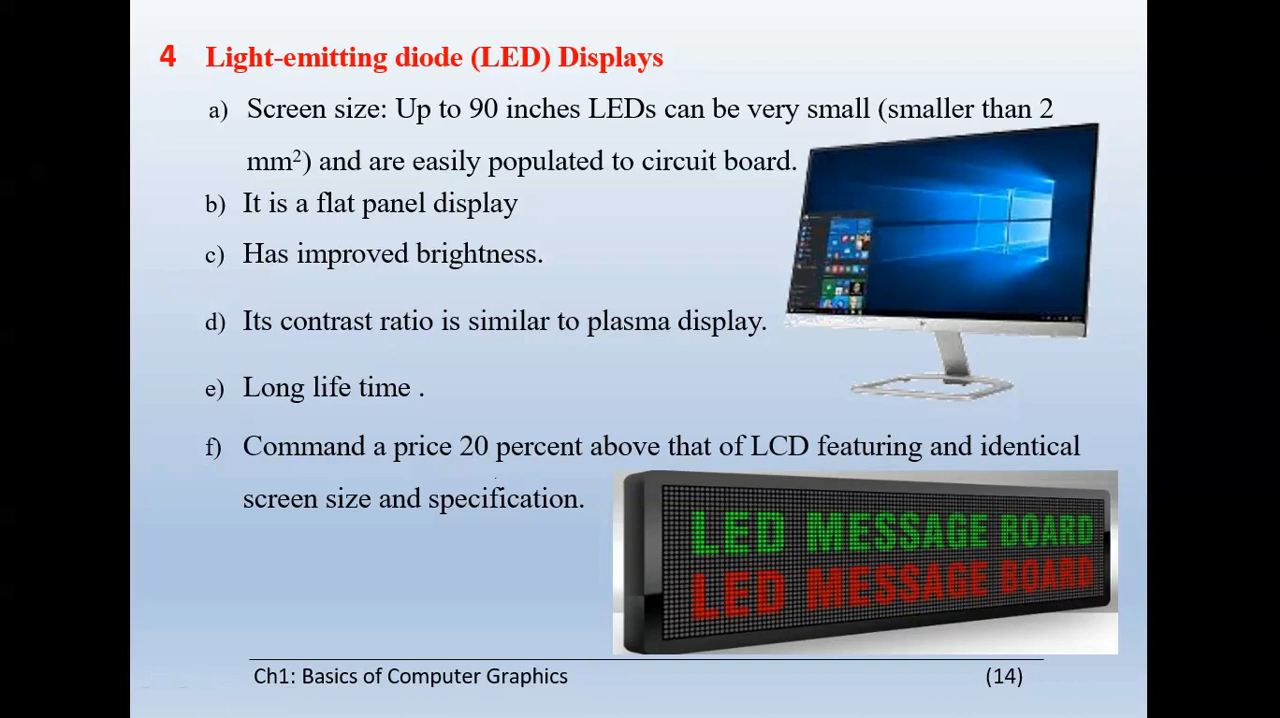 4 Light-emitting diode (LED) Displays
a) Screen size: Up to 90 inches LEDs can be very small (smaller than 2
mm²) and are easily populated to circuit board.
b) It is a flat panel display
c) Has improved brightness.
d) Its contrast ratio is similar to plasma display.
e) Long life time .
f) Command a price 20 percent above that of LCD featuring and identical
screen size and specification.
LED MESSAGE BOARD
LED MESSAGE BOARD
Ch1: Basics of Computer Graphics (14)